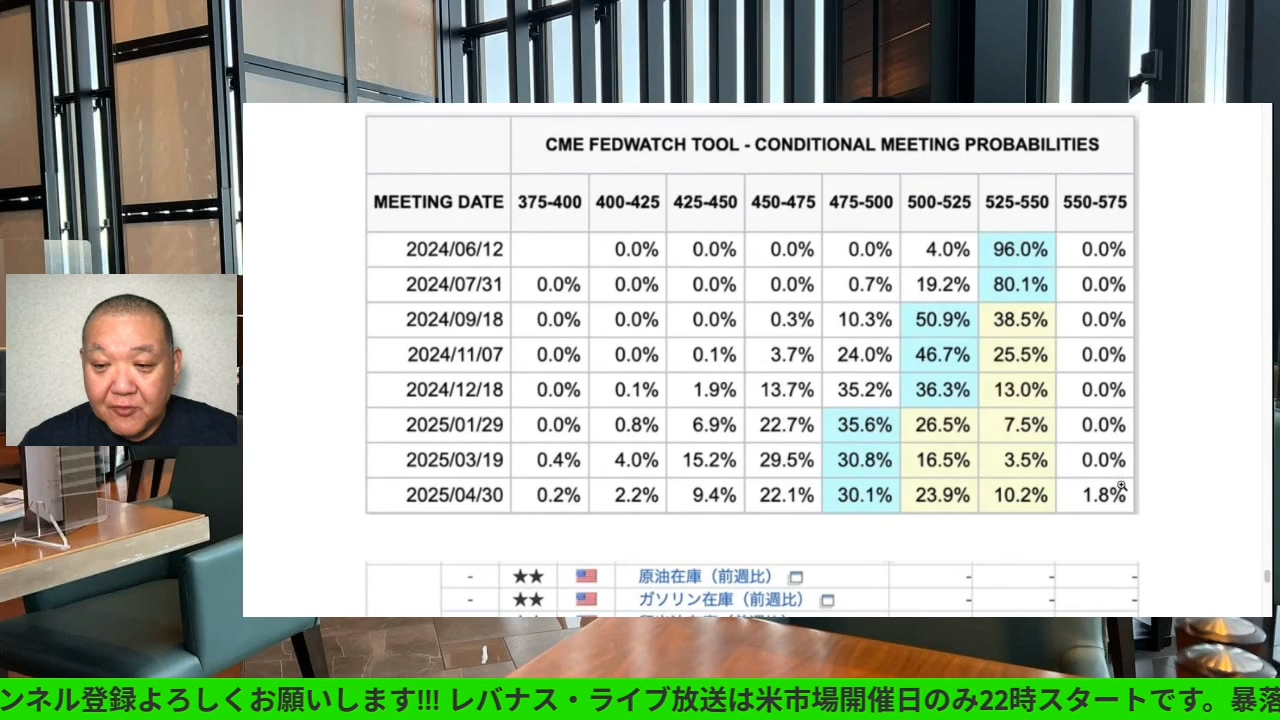 CME FEDWATCH TOOL - CONDITIONAL MEETING PROBABILITIES
MEETING DATE 375-400 400-425 425-450 450-475 475-500 500-525 525-550 550-575
2024/06/12 0.0% 0.0% 0.0% 0.0% 4.0% 96.0% 0.0%
2024/07/31 0.0% 0.0% 0.0% 0.0% 0.7% 19.2% 80.1% 0.0%
2024/09/18 0.0% 0.0% 0.0% 0.3% 10.3% 50.9% 38.5% 0.0%
2024/11/07 0.0% 0.0% 0.1% 3.7% 24.0% 46.7% 25.5% 0.0%
2024/12/18 0.0% 0.1% 1.9% 13.7% 35.2% 36.3% 13.0% 0.0%
2025/01/29 0.0% 0.8% 6.9% 22.7% 35.6% 26.5% 7.5% 0.0%
2025/03/19 0.4% 4.0% 15.2% 29.5% 30.8% 16.5% 3.5% 0.0%
2025/04/30 0.2% 2.2% 9.4% 22.1% 30.1% 23.9% 10.2% 1.8%
- ★★ 原油在庫（前週比） - - -
- ★★ ガソリン在庫（前週比） - - -
ンネル登録よろしくお願いします!!! レバナス・ライブ放送は米市場開催日のみ22時スタートです。暴落